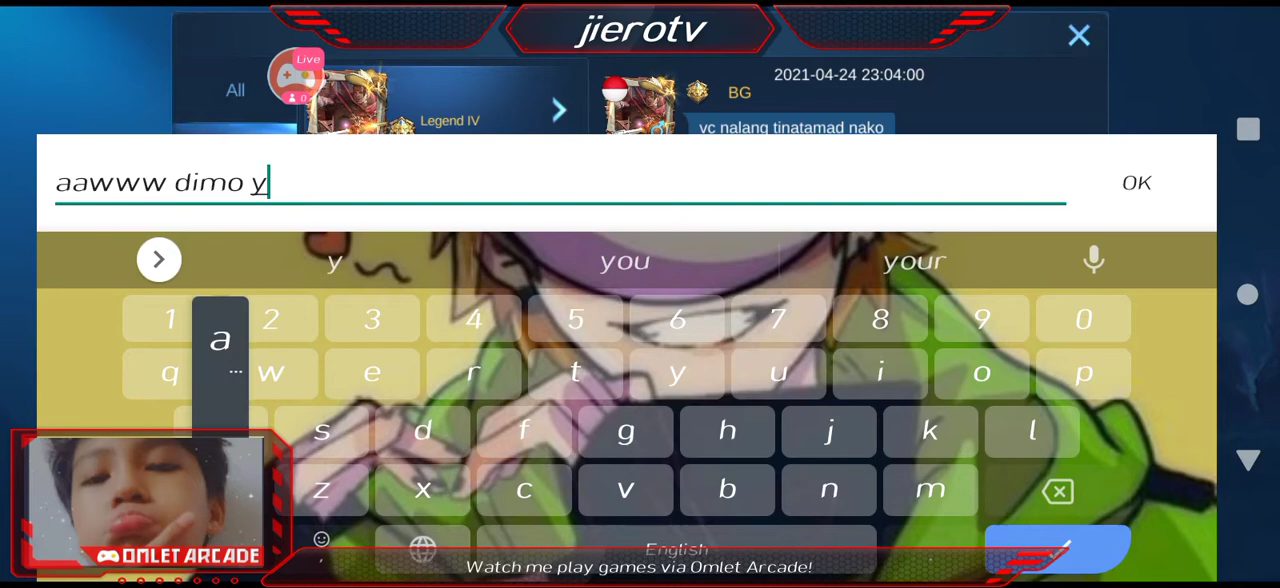 jierotv
Live
0
All
Legend IV
2021-04-24 23:04:00
BG
vc nalang tinatamad nako
aawww dimo y
OK
y you your
1 2 3 4 5 6 7 8 9 0
a
q w e r t y u i o p
s d f g h j k l
z x c v b n m
, English .
OMLET ARCADE
Watch me play games via Omlet Arcade!